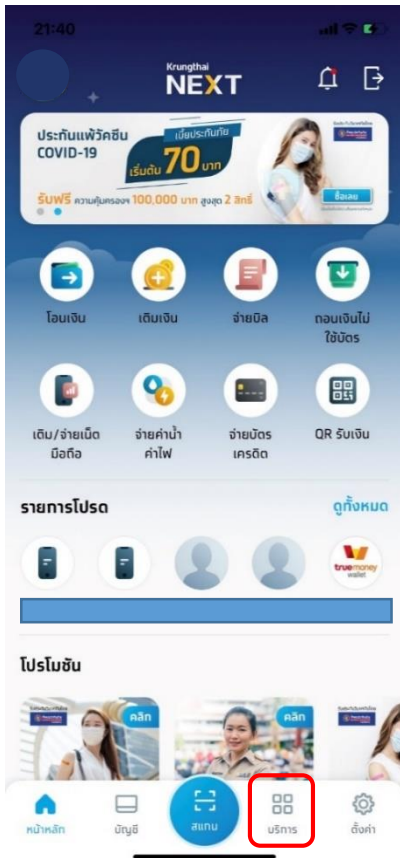 21:40
Krungthai
NEXT
ประกันแพ้วัคซีน
COVID-19
เบี้ยประกันภัย
เริ่มต้น 70 บาท
รับฟรี ความคุ้มครองฯ 100,000 บาท สูงสุด 2 สิทธิ์
ซื้อเลย
โอนเงิน
เติมเงิน
จ่ายบิล
ถอนเงินไม่
ใช้บัตร
เติม/จ่ายเน็ต
มือถือ
จ่ายค่าน้ำ
ค่าไฟ
จ่ายบัตร
เครดิต
QR รับเงิน
รายการโปรด
ดูทั้งหมด
truemoney
wallet
โปรโมชัน
คลิก
คลิก
หน้าหลัก
บัญชี
สแกน
บริการ
ตั้งค่า